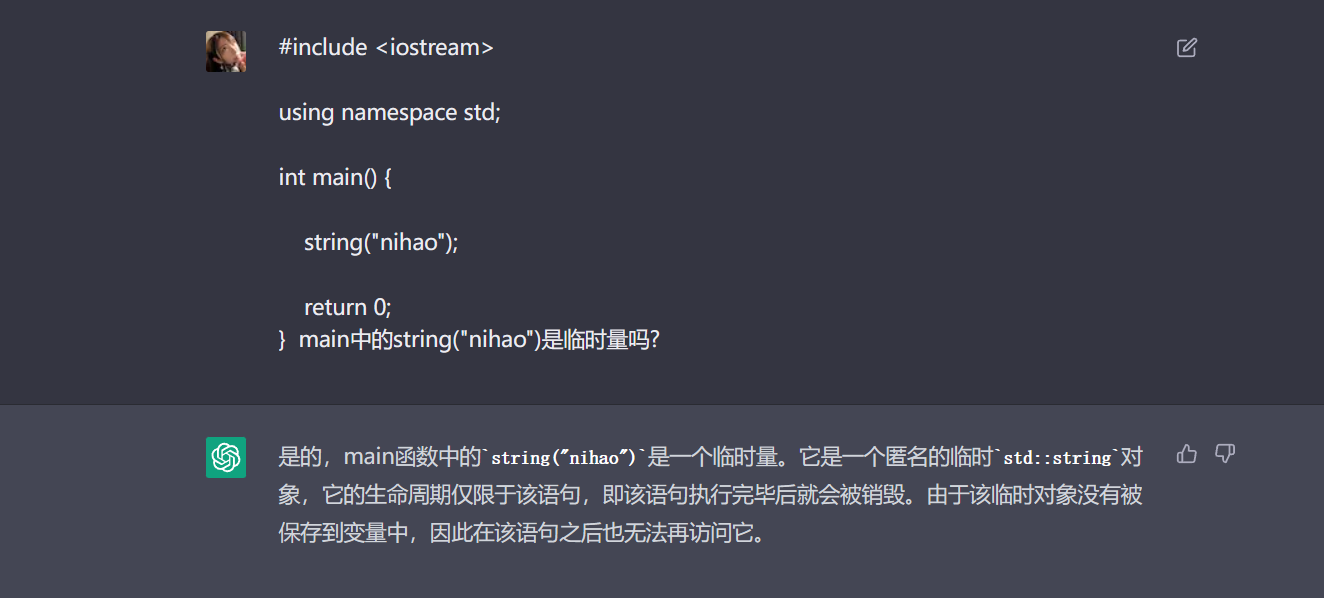 #include <iostream>
using namespace std;
int main() {
string("nihao");
return 0;
}  main中的string("nihao")是临时量吗?
是的，main函数中的`string("nihao")`是一个临时量。它是一个匿名的临时`std::string`对
象，它的生命周期仅限于该语句，即该语句执行完毕后就会被销毁。由于该临时对象没有被
保存到变量中，因此在该语句之后也无法再访问它。